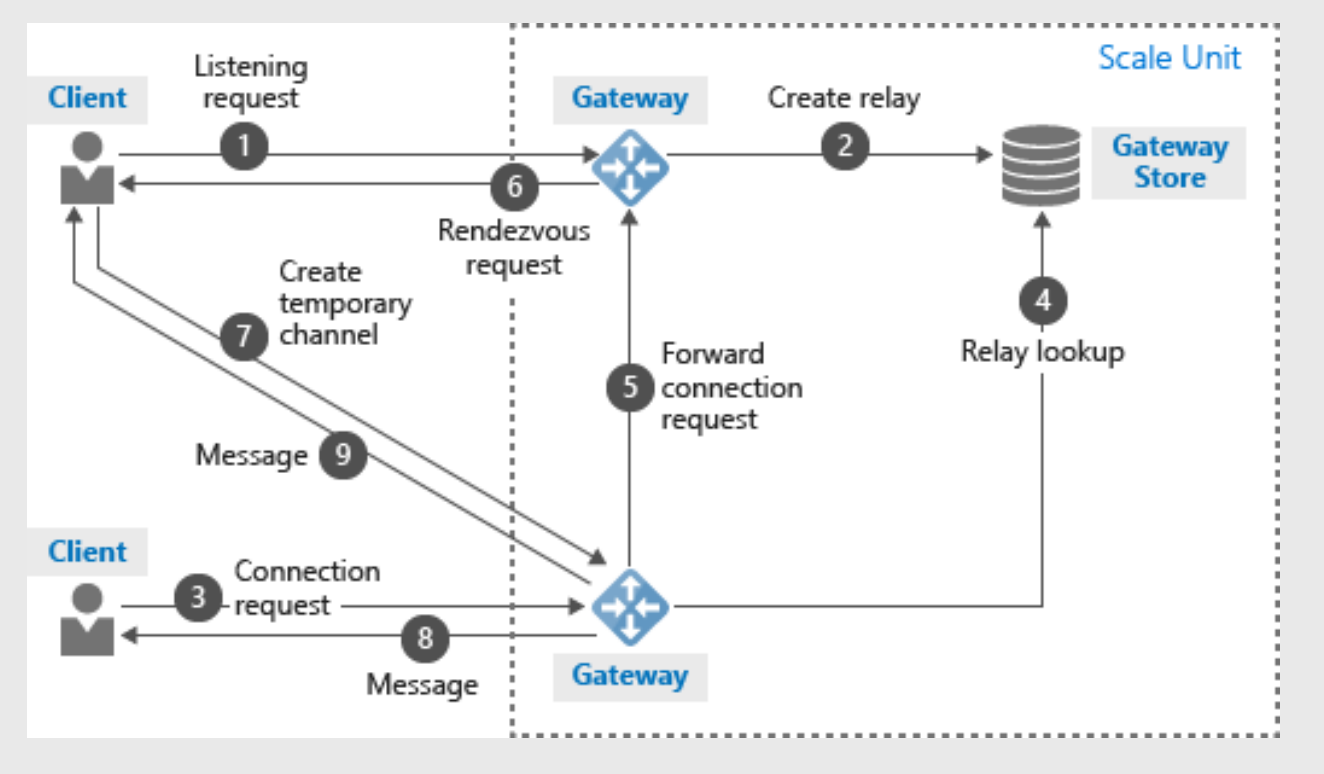 Scale Unit
Listening
request
Client
Gateway
Create relay
1
2
Gateway
Store
6
Rendezvous
request
Create
temporary
channel
7
4
Relay lookup
Forward
connection
request
5
Message
9
Client
Connection
request
3
8
Message
Gateway